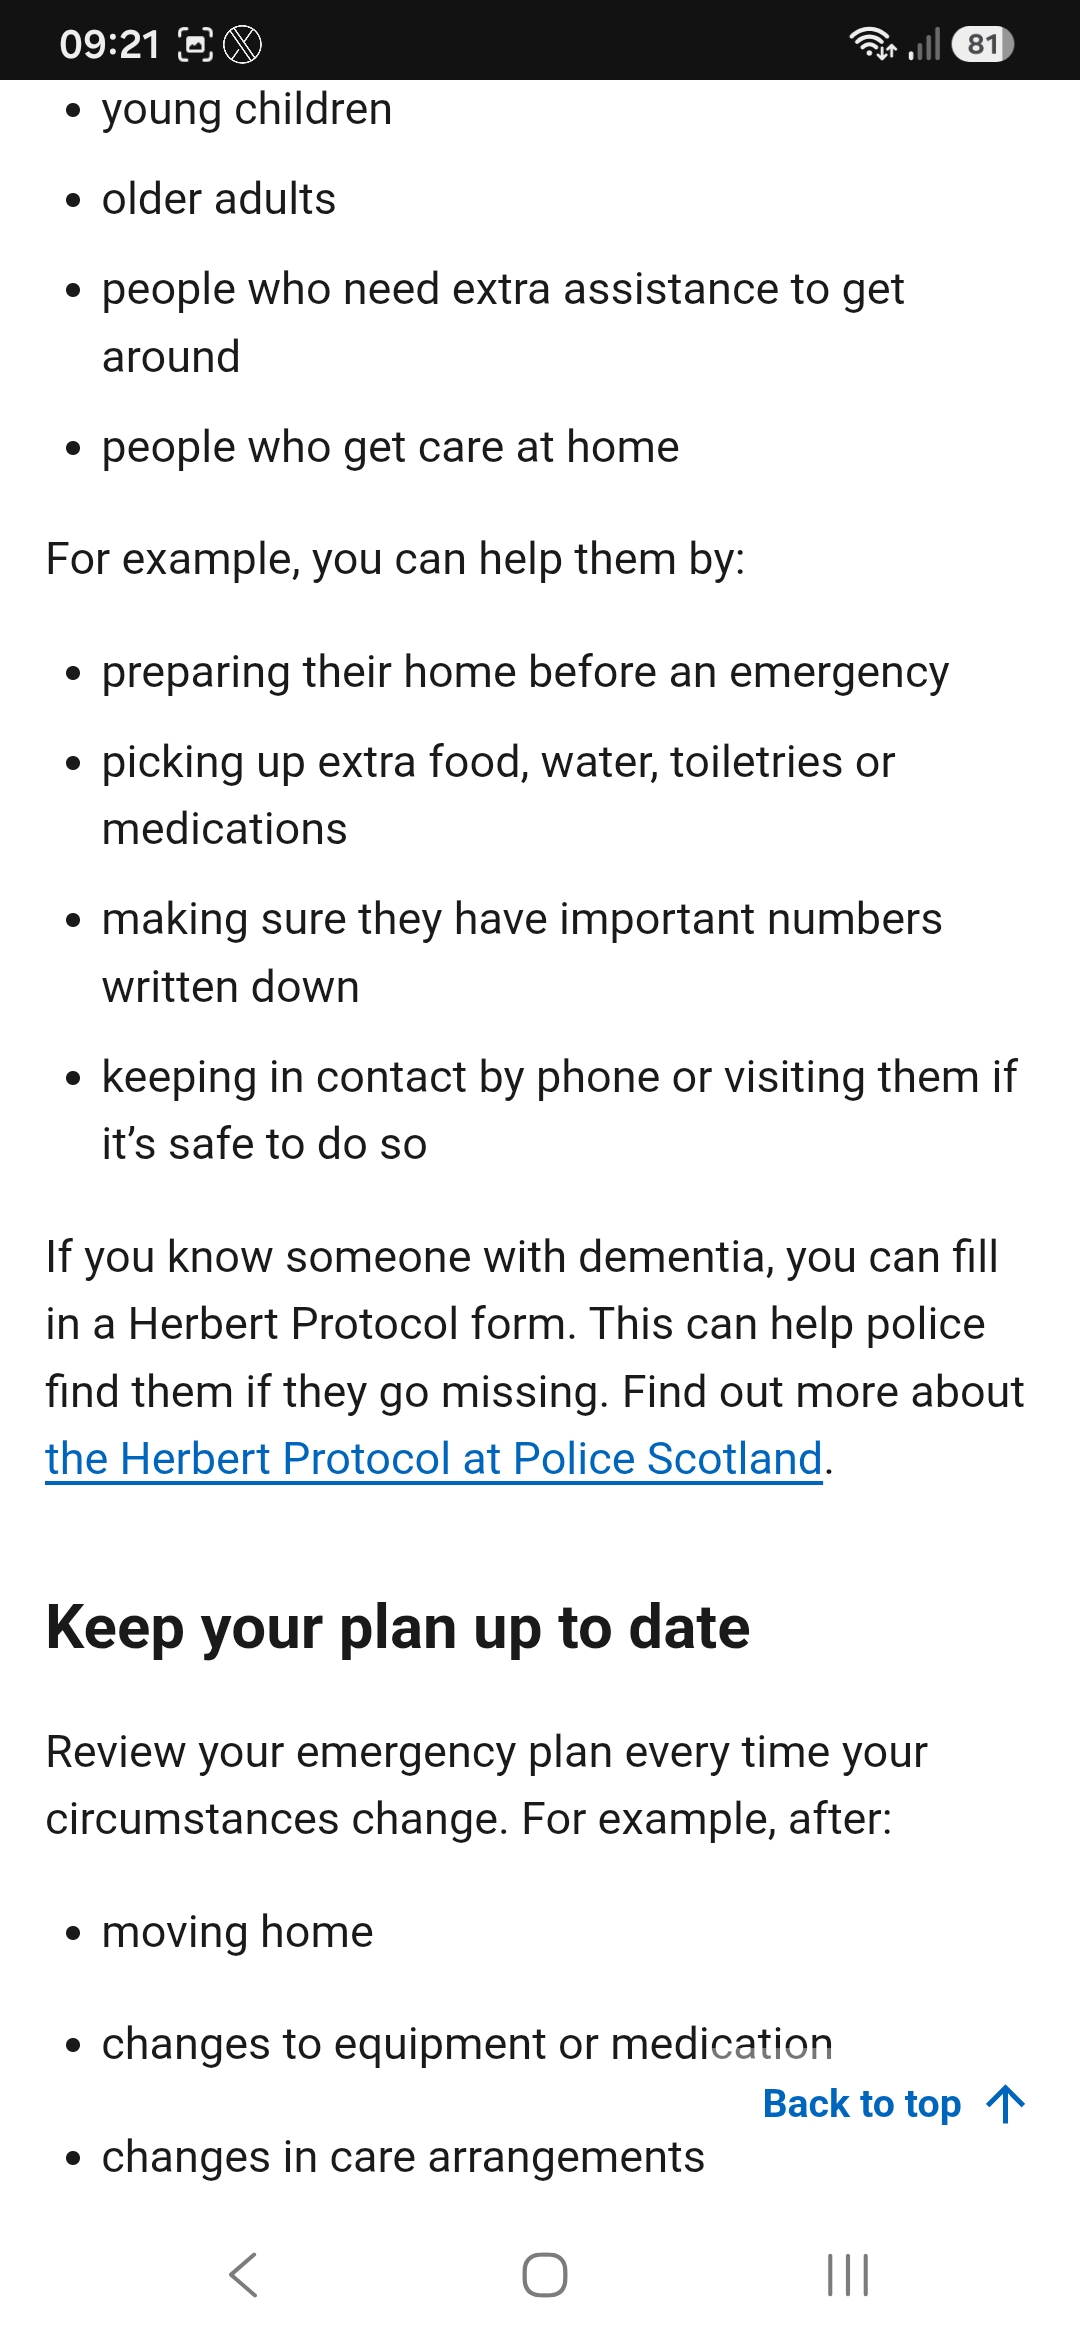 09:21
81
young children
older adults
people who need extra assistance to get
around
people who get care at home
For example, you can help them by:
preparing their home before an emergency
picking up extra food, water, toiletries or
medications
making sure they have important numbers
written down
keeping in contact by phone or visiting them if
it’s safe to do so
If you know someone with dementia, you can fill
in a Herbert Protocol form. This can help police
find them if they go missing. Find out more about
the Herbert Protocol at Police Scotland.
Keep your plan up to date
Review your emergency plan every time your
circumstances change. For example, after:
moving home
changes to equipment or medication
Back to top
changes in care arrangements